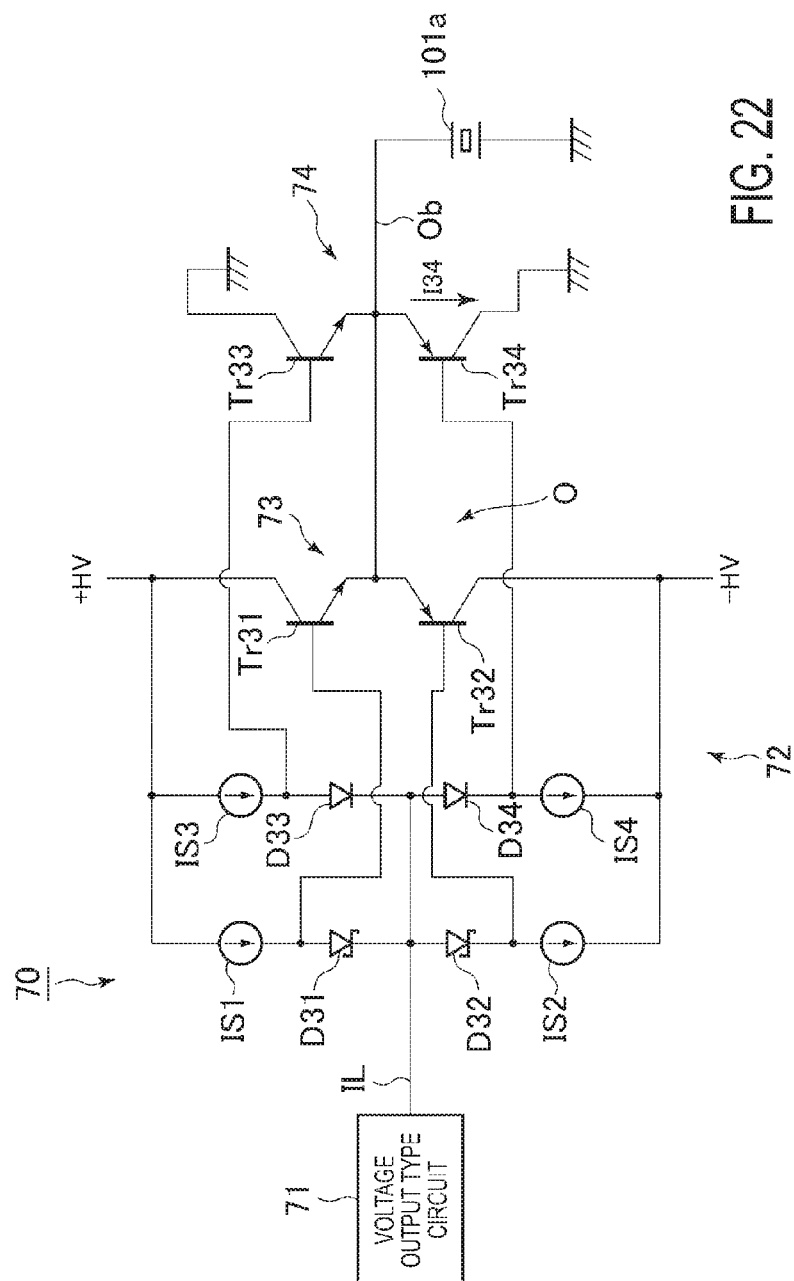 70
+HV
IS1
IS3
Tr31
73
Tr33
74
D31
D33
IL
Ob
101a
71
VOLTAGE
OUTPUT TYPE
CIRCUIT
I34
D32
D34
Tr32
O
Tr34
IS2
IS4
-HV
72
FIG. 22